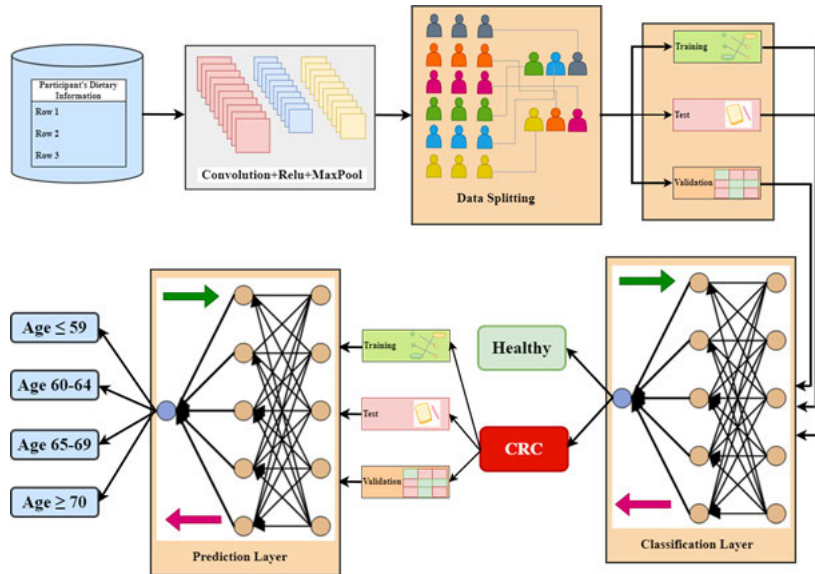 Participant's Dietary
Information
Row 1
Row 2
Row 3
Convolution+Relu+MaxPool
Data Splitting
Training
Test
Validation
Age ≤ 59
Age 60-64
Age 65-69
Age ≥ 70
Prediction Layer
Training
Test
Validation
Healthy
CRC
Classification Layer